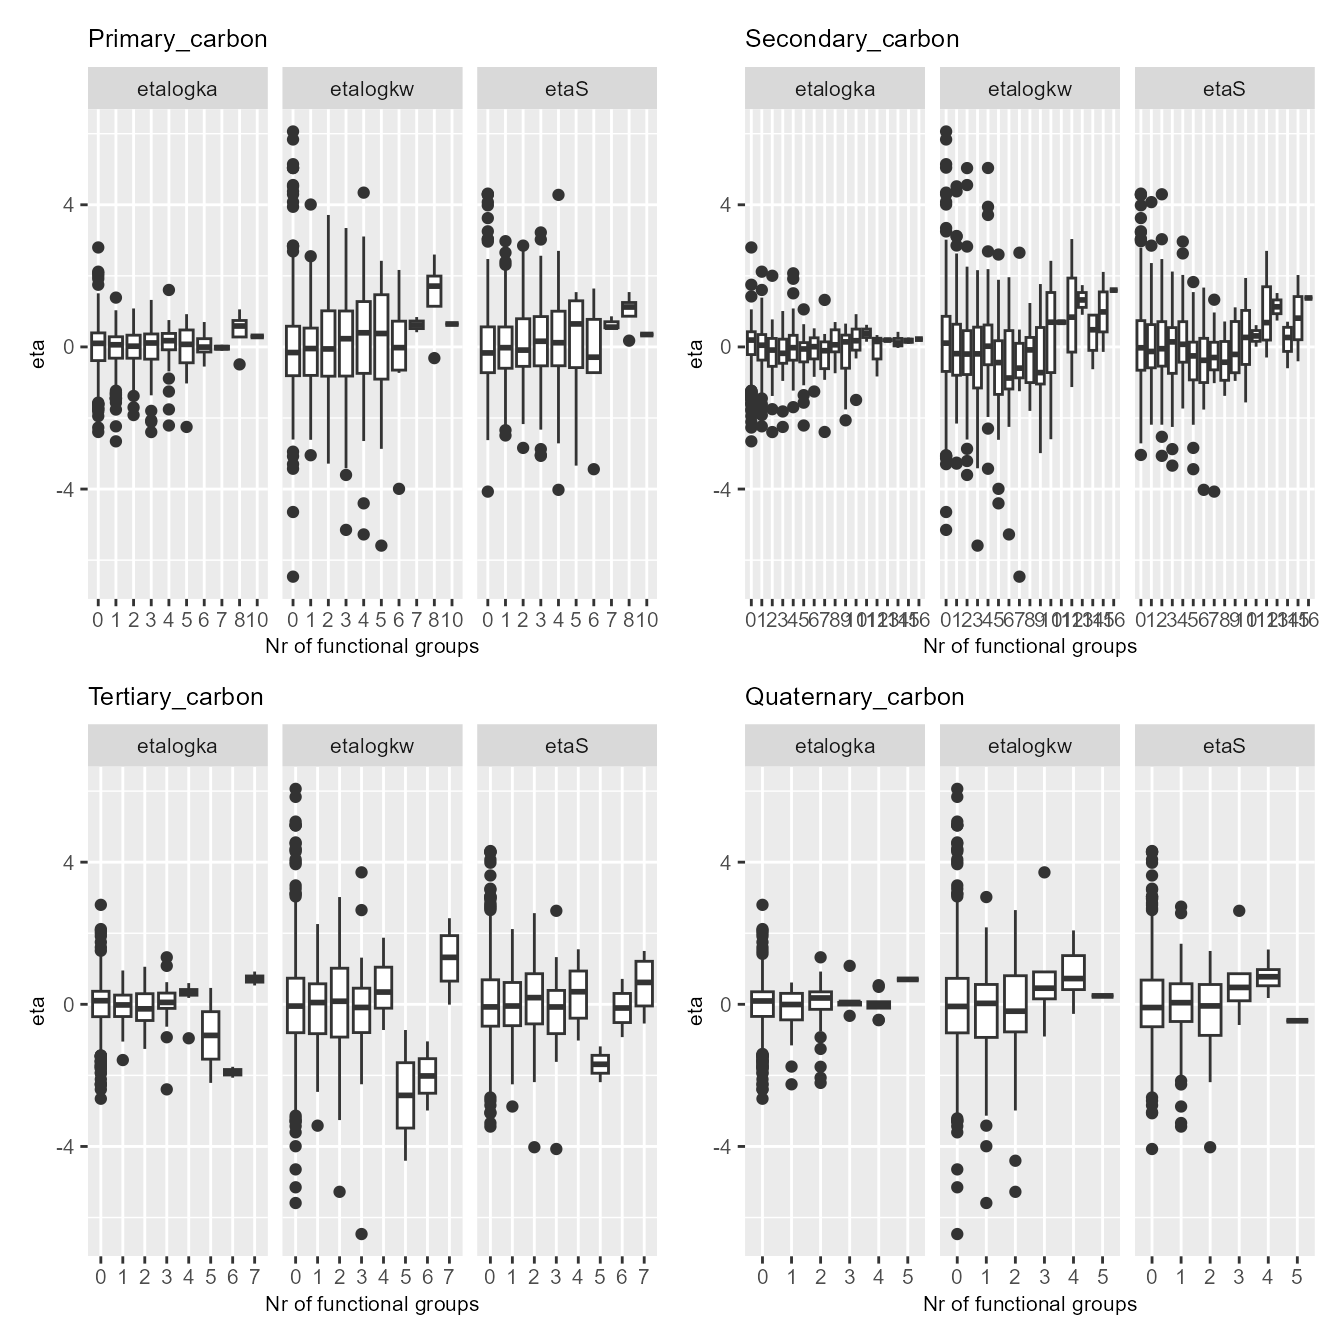 Primary_carbon
etalogka etalogkw etaS
4
0
-4
eta
0 1 2 3 4 5 6 7 8 10 0 1 2 3 4 5 6 7 8 10 0 1 2 3 4 5 6 7 8 10
Nr of functional groups
Secondary_carbon
etalogka etalogkw etaS
4
0
-4
eta
Nr of functional groups
Tertiary_carbon
etalogka etalogkw etaS
4
0
-4
eta
0 1 2 3 4 5 6 7 0 1 2 3 4 5 6 7 0 1 2 3 4 5 6 7
Nr of functional groups
Quaternary_carbon
etalogka etalogkw etaS
4
0
-4
eta
0 1 2 3 4 5 0 1 2 3 4 5 0 1 2 3 4 5
Nr of functional groups